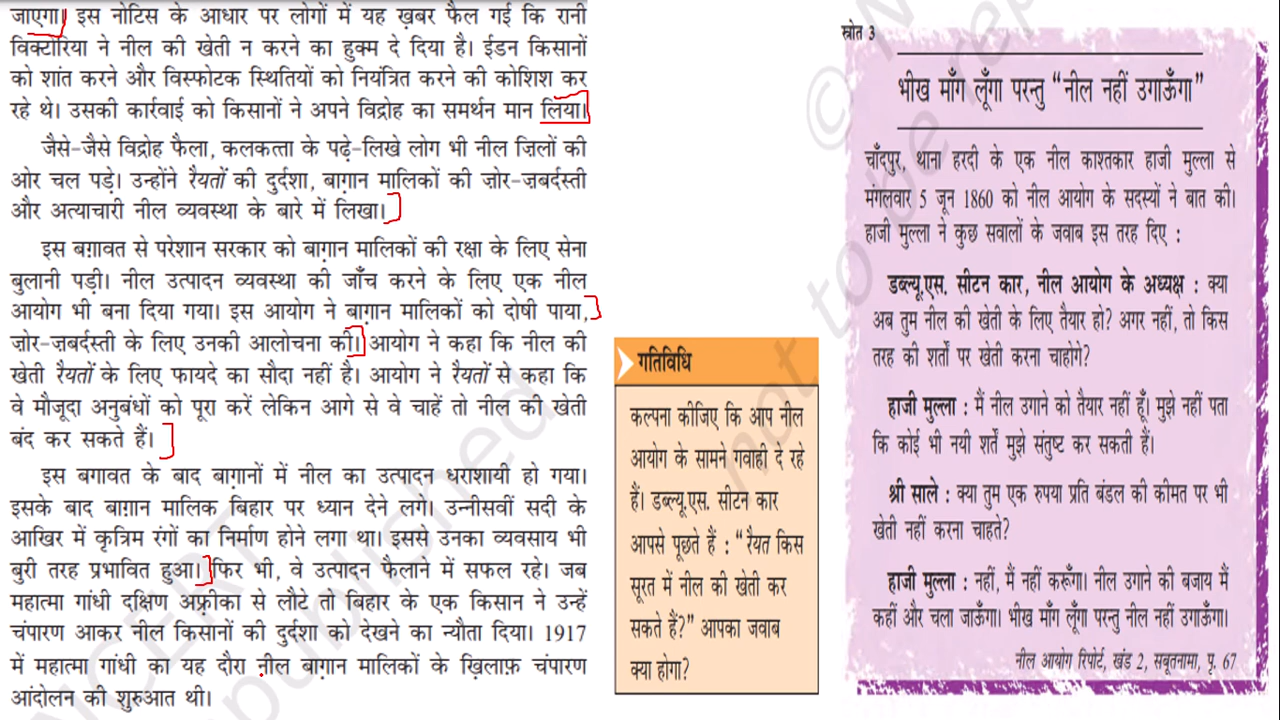 जाएगा। इस नोटिस के आधार पर लोगों में यह ख़बर फैल गई कि रानी
विक्टोरिया ने नील की खेती न करने का हुक्म दे दिया है। ईडन किसानों
को शांत करने और विस्फोटक स्थितियों को नियंत्रित करने की कोशिश कर
रहे थे। उसकी कार्रवाई को किसानों ने अपने विद्रोह का समर्थन मान लिया।
जैसे-जैसे विद्रोह फैला, कलकत्ता के पढ़े-लिखे लोग भी नील ज़िलों की
ओर चल पड़े। उन्होंने रैयतों की दुर्दशा, बाग़ान मालिकों की ज़ोर-ज़बर्दस्ती
और अत्याचारी नील व्यवस्था के बारे में लिखा।
इस बग़ावत से परेशान सरकार को बाग़ान मालिकों की रक्षा के लिए सेना
बुलानी पड़ी। नील उत्पादन व्यवस्था की जाँच करने के लिए एक नील
आयोग भी बना दिया गया। इस आयोग ने बाग़ान मालिकों को दोषी पाया,
ज़ोर-ज़बर्दस्ती के लिए उनकी आलोचना की। आयोग ने कहा कि नील की
खेती रैयतों के लिए फायदे का सौदा नहीं है। आयोग ने रैयतों से कहा कि
वे मौजूदा अनुबंधों को पूरा करें लेकिन आगे से वे चाहें तो नील की खेती
बंद कर सकते हैं।
इस बगावत के बाद बाग़ानों में नील का उत्पादन धराशायी हो गया।
इसके बाद बाग़ान मालिक बिहार पर ध्यान देने लगे। उन्नीसवीं सदी के
आखिर में कृत्रिम रंगों का निर्माण होने लगा था। इससे उनका व्यवसाय भी
बुरी तरह प्रभावित हुआ। फिर भी, वे उत्पादन फैलाने में सफल रहे। जब
महात्मा गांधी दक्षिण अफ़्रीका से लौटे तो बिहार के एक किसान ने उन्हें
चंपारण आकर नील किसानों की दुर्दशा को देखने का न्यौता दिया। 1917
में महात्मा गांधी का यह दौरा नील बाग़ान मालिकों के ख़िलाफ़ चंपारण
आंदोलन की शुरुआत थी।
गतिविधि
कल्पना कीजिए कि आप नील
आयोग के सामने गवाही दे रहे
हैं। डब्ल्यू.एस. सीटन कार
आपसे पूछते हैं : “रैयत किस
सूरत में नील की खेती कर
सकते हैं?” आपका जवाब
क्या होगा?
स्रोत 3
भीख माँग लूँगा परन्तु “नील नहीं उगाऊँगा”
चाँदपुर, थाना हरदी के एक नील काश्तकार हाजी मुल्ला से
मंगलवार 5 जून 1860 को नील आयोग के सदस्यों ने बात की।
हाजी मुल्ला ने कुछ सवालों के जवाब इस तरह दिए :
डब्ल्यू.एस. सीटन कार, नील आयोग के अध्यक्ष : क्या
अब तुम नील की खेती के लिए तैयार हो? अगर नहीं, तो किस
तरह की शर्तों पर खेती करना चाहोगे?
हाजी मुल्ला : मैं नील उगाने को तैयार नहीं हूँ। मुझे नहीं पता
कि कोई भी नयी शर्तें मुझे संतुष्ट कर सकती हैं।
श्री साले : क्या तुम एक रुपया प्रति बंडल की कीमत पर भी
खेती नहीं करना चाहते?
हाजी मुल्ला : नहीं, मैं नहीं करूँगा। नील उगाने की बजाय मैं
कहीं और चला जाऊँगा। भीख माँग लूँगा परन्तु नील नहीं उगाऊँगा।
नील आयोग रिपोर्ट, खंड 2, सबूतनामा, पृ. 67
not to be
NCERT
published